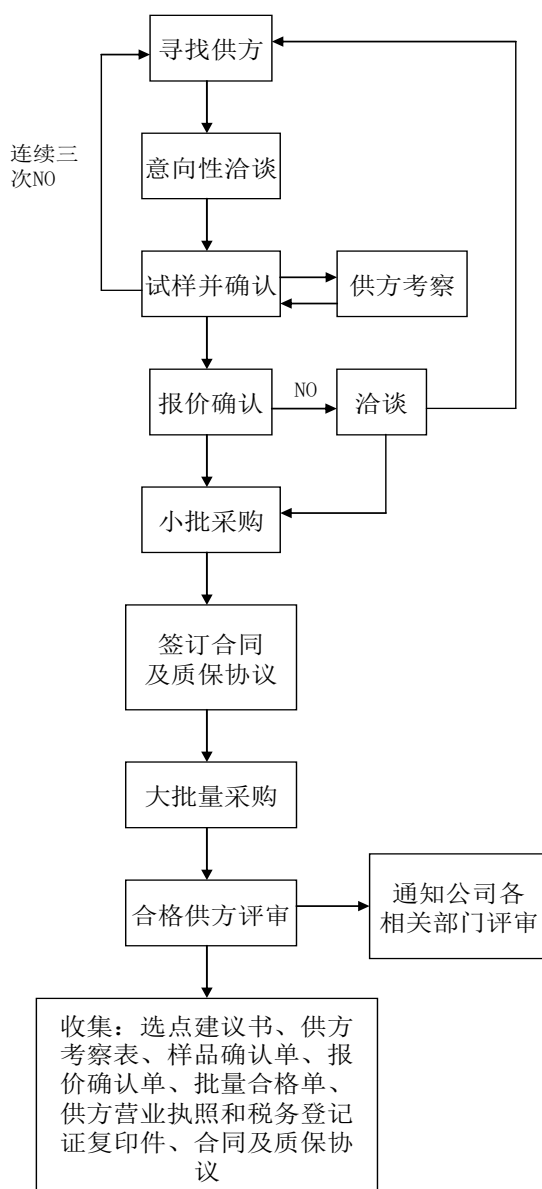 寻找供方
连续三
次NO
意向性洽谈
试样并确认
供方考察
报价确认
NO
洽谈
小批采购
签订合同
及质保协议
大批量采购
合格供方评审
通知公司各
相关部门评审
收集：选点建议书、供方
考察表、样品确认单、报
价确认单、批量合格单、
供方营业执照和税务登记
证复印件、合同及质保协
议